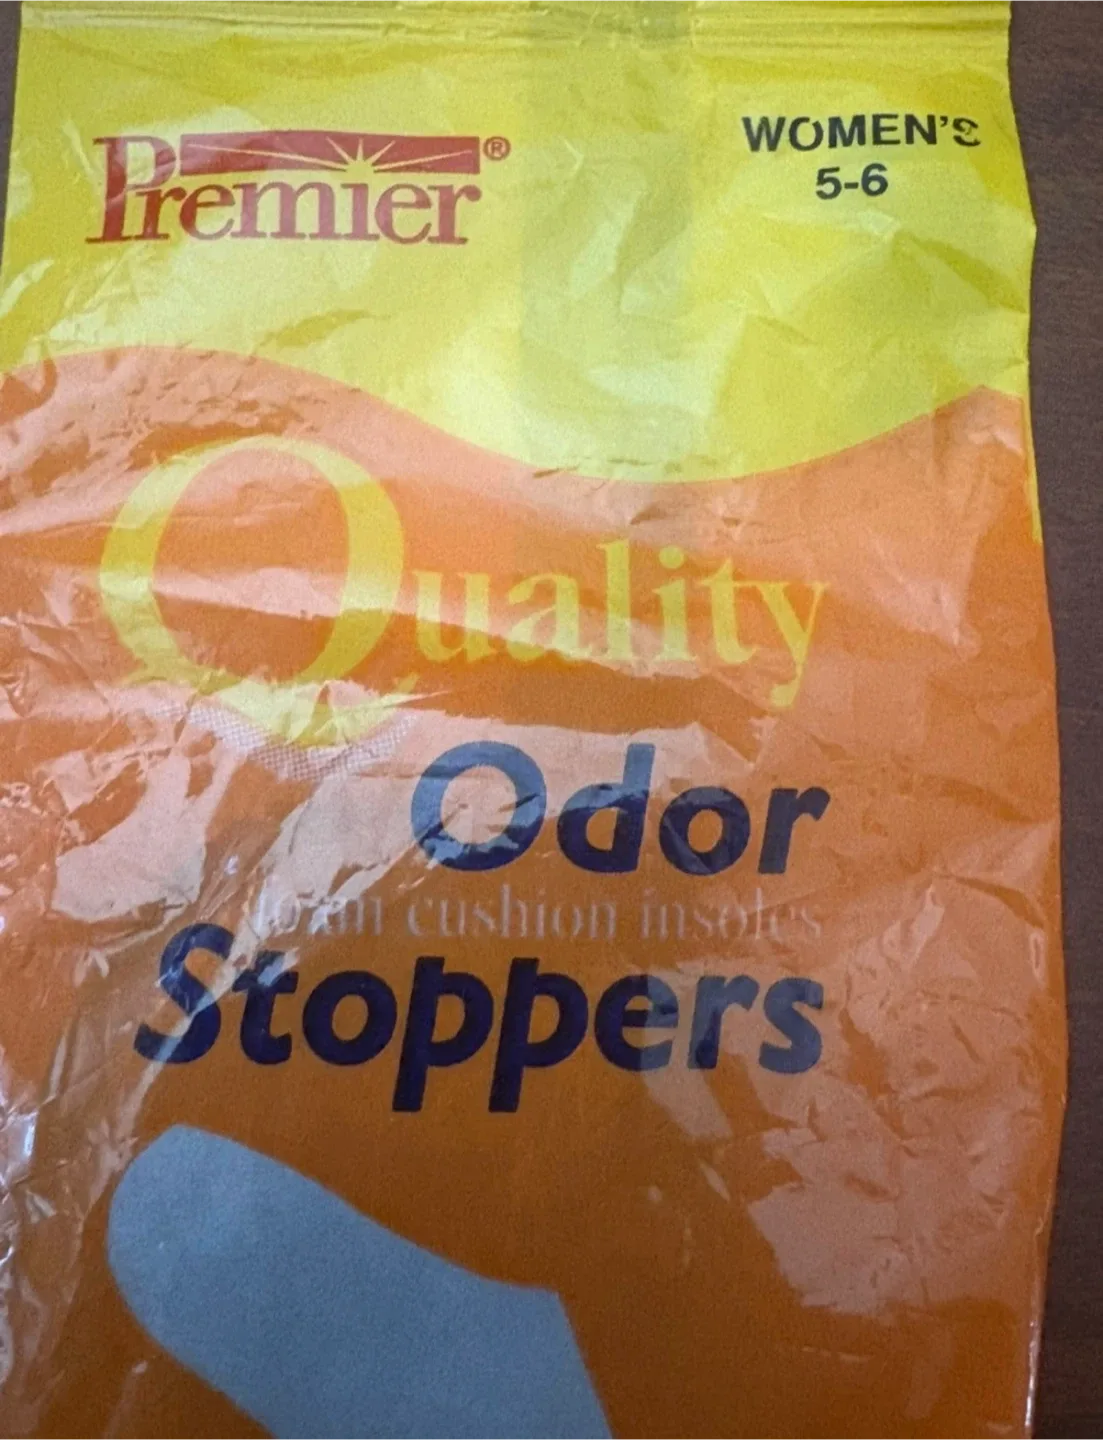 Premier®
WOMEN'S
5-6
Quality
Odor
foam cushion insoles
Stoppers